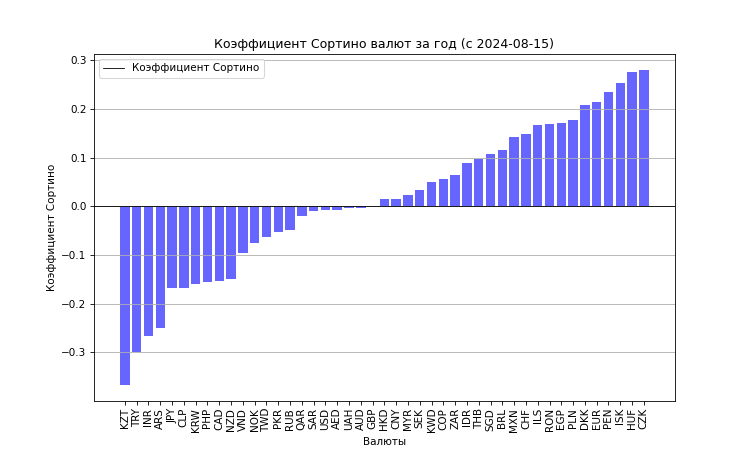 Коэффициент Сортино валют за год (с 2024-08-15)
Коэффициент Сортино
Коэффициент Сортино
0.3
0.2
0.1
0.0
−0.1
−0.2
−0.3
KZT TRY INR ARS JPY CLP KRW PHP CAD NZD VND NOK TWD PKR RUB QAR SAR USD AED UAH AUD GBP HKD CNY MYR SEK KWD COP ZAR IDR THB SGD BRL MXN CHF ILS RON EGP PLN DKK EUR PEN ISK HUF CZK
Валюты